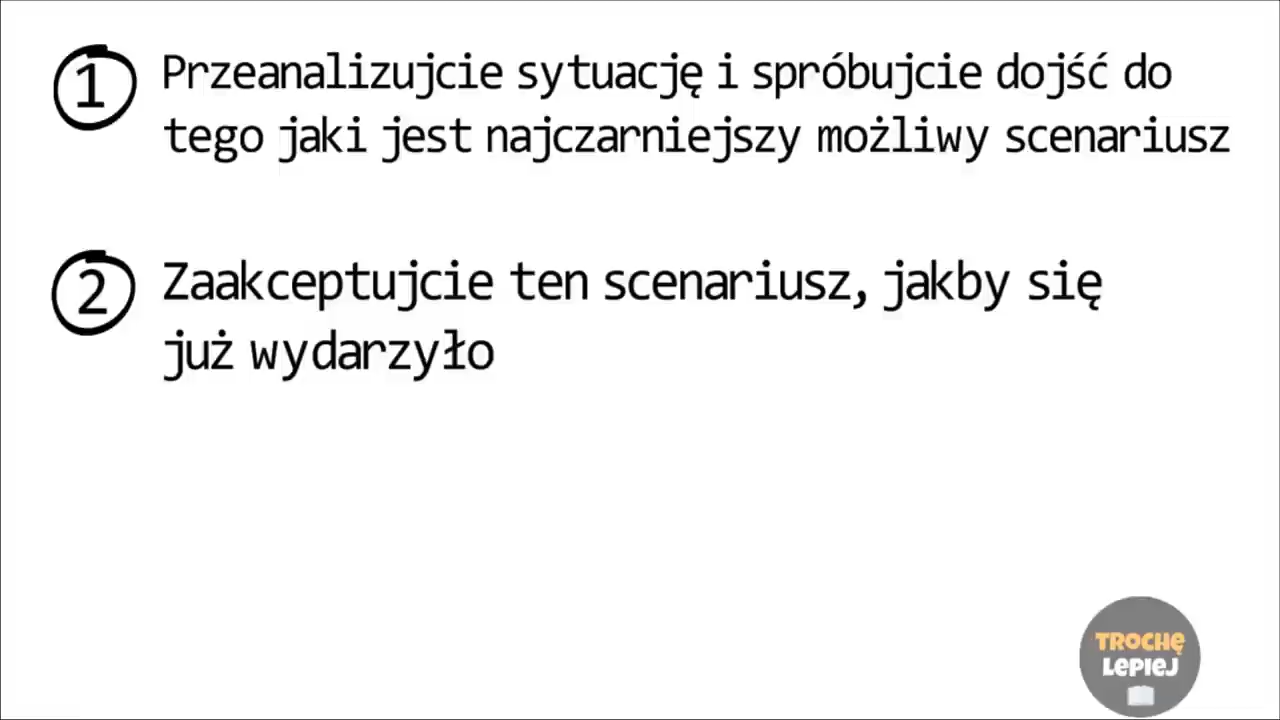 1 Przeanalizujcie sytuację i spróbujcie dojść do
tego jaki jest najczarniejszy możliwy scenariusz
2 Zaakceptujcie ten scenariusz, jakby się
już wydarzyło
TROCHĘ
LEPIEJ